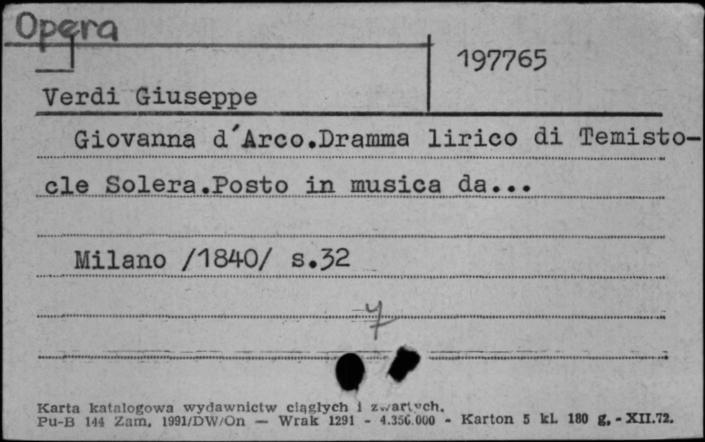 Opera
197765
Verdi Giuseppe
Giovanna d'Arco.Dramma lirico di Temisto-
cle Solera.Posto in musica da...
Milano /1840/ s.32
Karta katalogowa wydawnictw ciągłych i zwartych.
Pu-B 144 Zam. 1991/DW/On — Wrak 1291 - 4.356.000 - Karton 5 kl. 180 g. - XII.72.